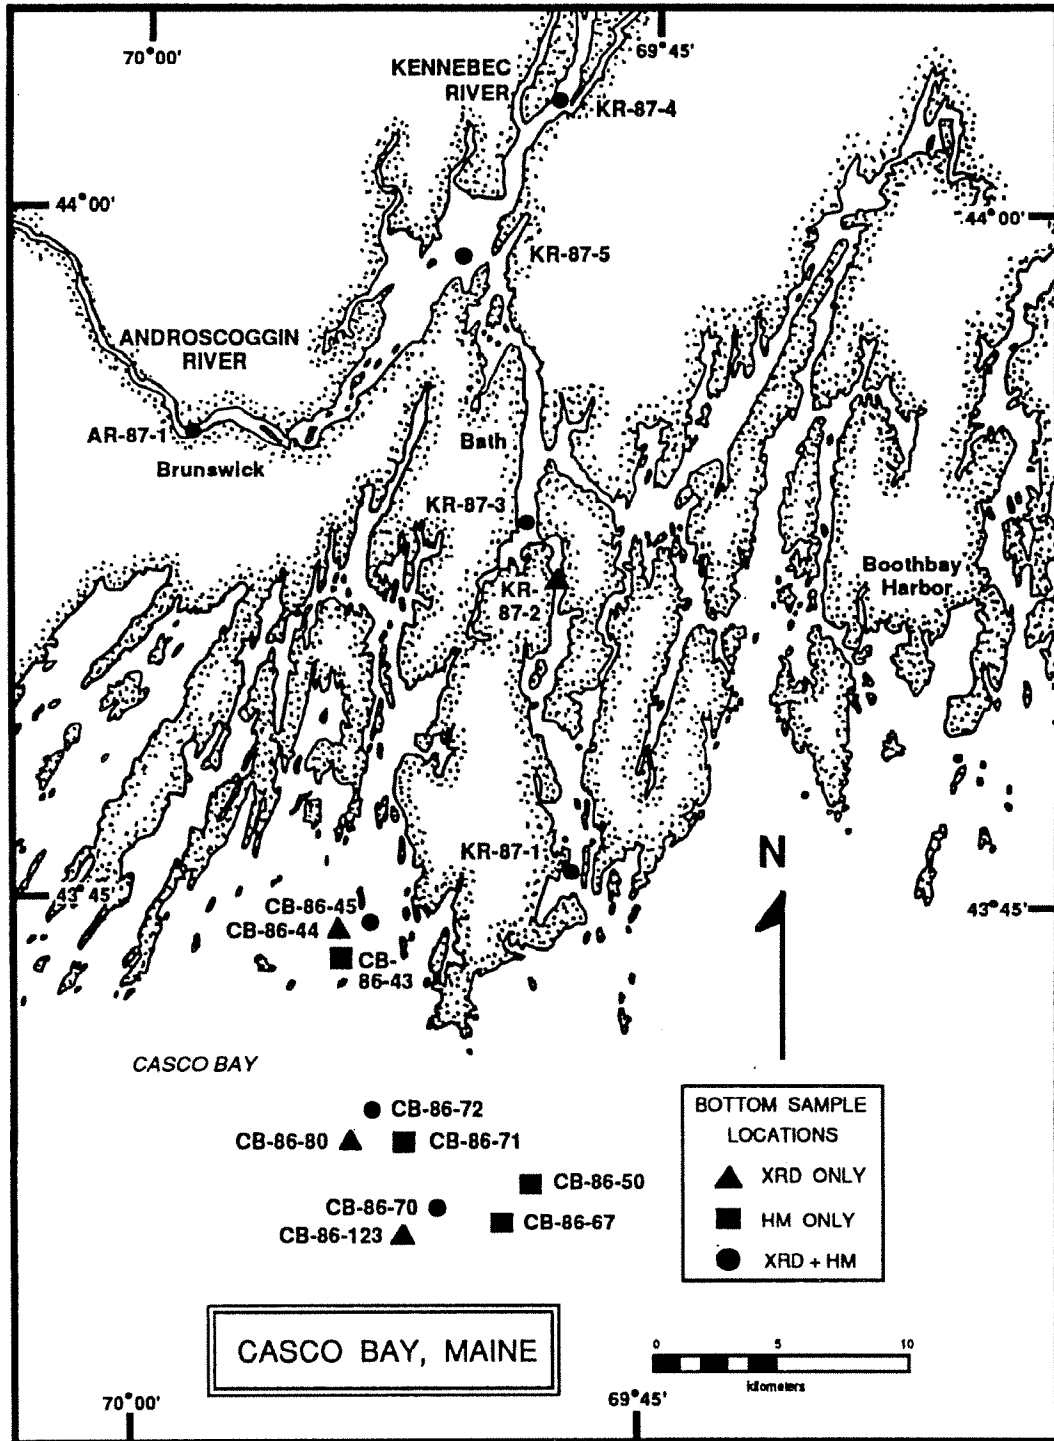 70°00'
69°45'
KENNEBEC
RIVER
KR-87-4
44°00'
44°00'
KR-87-5
ANDROSCOGGIN
RIVER
AR-87-1
Brunswick
Bath
KR-87-3
KR-
87-2
Boothbay
Harbor
KR-87-1
N
43°45'
43°45'
CB-86-45
CB-86-44
CB-
86-43
CASCO BAY
CB-86-72
CB-86-80
CB-86-71
CB-86-50
CB-86-70
CB-86-67
CB-86-123
BOTTOM SAMPLE
LOCATIONS
XRD ONLY
HM ONLY
XRD + HM
CASCO BAY, MAINE
0 5 10
kilometers
70°00'
69°45'